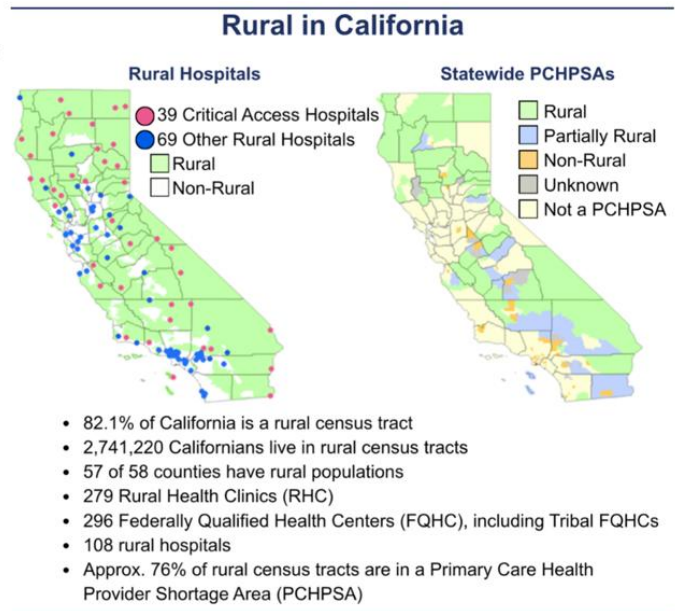 Rural in California
Rural Hospitals
39 Critical Access Hospitals
69 Other Rural Hospitals
Rural
Non-Rural
Statewide PCHPSAs
Rural
Partially Rural
Non-Rural
Unknown
Not a PCHPSA
• 82.1% of California is a rural census tract
• 2,741,220 Californians live in rural census tracts
• 57 of 58 counties have rural populations
• 279 Rural Health Clinics (RHC)
• 296 Federally Qualified Health Centers (FQHC), including Tribal FQHCs
• 108 rural hospitals
• Approx. 76% of rural census tracts are in a Primary Care Health
Provider Shortage Area (PCHPSA)